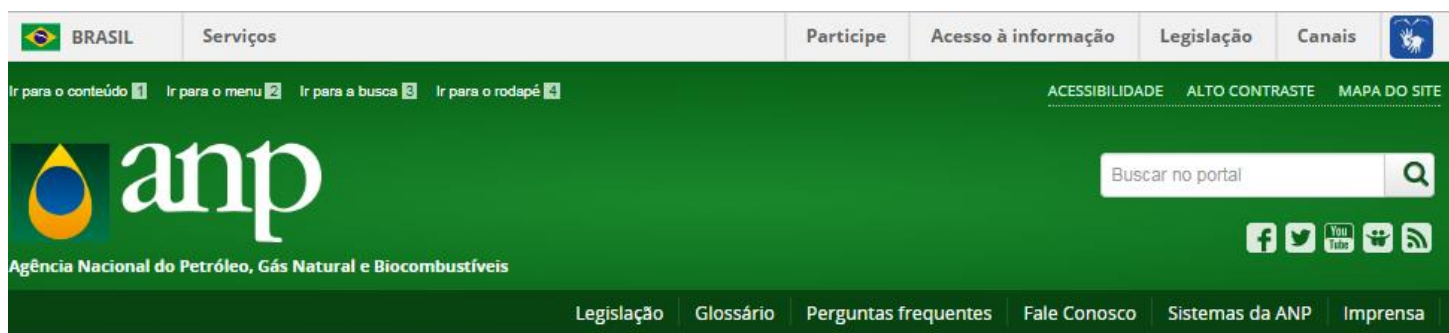 BRASIL Serviços Participe Acesso à informação Legislação Canais
Ir para o conteúdo 1 Ir para o menu 2 Ir para a busca 3 Ir para o rodapé 4 ACESSIBILIDADE ALTO CONTRASTE MAPA DO SITE
anp
Buscar no portal
You Tube
Agência Nacional do Petróleo, Gás Natural e Biocombustíveis
Legislação Glossário Perguntas frequentes Fale Conosco Sistemas da ANP Imprensa